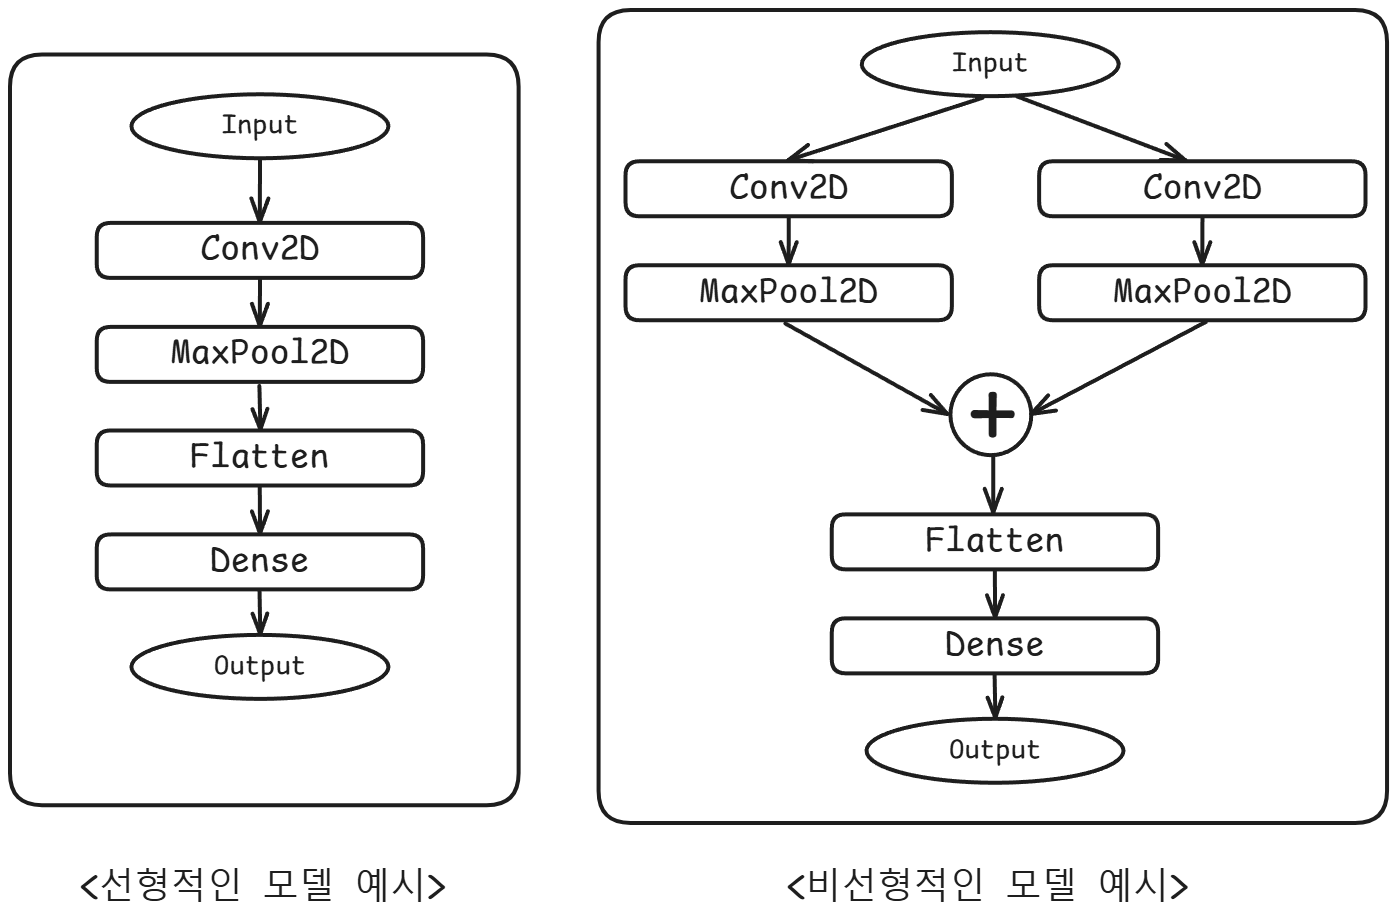 Input
Conv2D
MaxPool2D
Flatten
Dense
Output
<선형적인 모델 예시>
Input
Conv2D
Conv2D
MaxPool2D
MaxPool2D
+
Flatten
Dense
Output
<비선형적인 모델 예시>